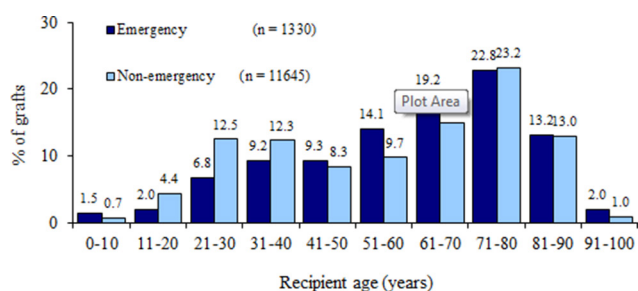 30
20
10
0
% of grafts
Emergency (n = 1330)
Non-emergency (n = 11645)
1.5 0.7 2.0 4.4 6.8 12.5 9.2 12.3 9.3 8.3 14.1 9.7 19.2 22.8 23.2 13.2 13.0 2.0 1.0
Plot Area
0-10 11-20 21-30 31-40 41-50 51-60 61-70 71-80 81-90 91-100
Recipient age (years)